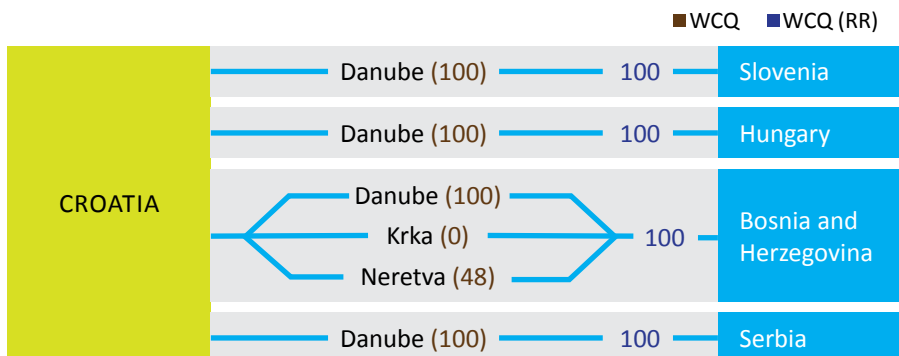 WCQ WCQ (RR)
CROATIA
Danube (100) 100 Slovenia
Danube (100) 100 Hungary
Danube (100)
Krka (0)
Neretva (48)
100
Bosnia and
Herzegovina
Danube (100) 100 Serbia